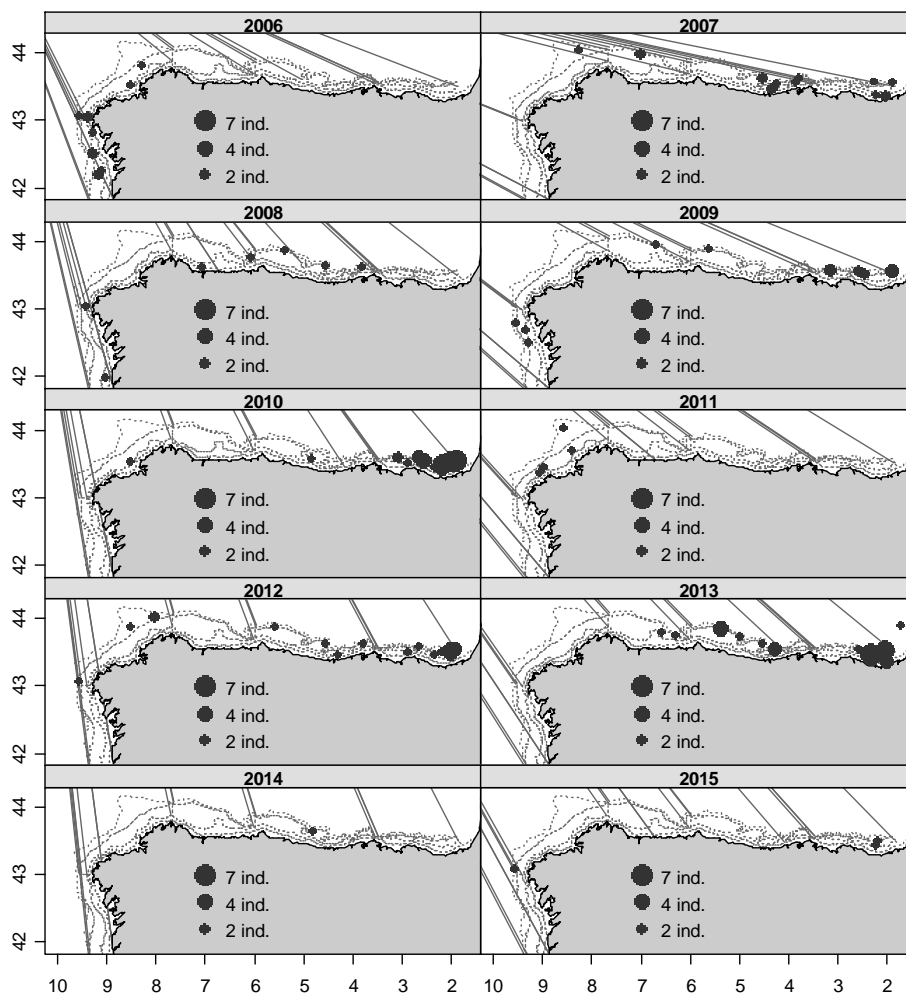 2006 2007
44
43 7 ind. 7 ind.
4 ind. 4 ind.
42 2 ind. 2 ind.
2008 2009
44
43 7 ind. 7 ind.
4 ind. 4 ind.
42 2 ind. 2 ind.
2010 2011
44
43 7 ind. 7 ind.
4 ind. 4 ind.
42 2 ind. 2 ind.
2012 2013
44
43 7 ind. 7 ind.
4 ind. 4 ind.
42 2 ind. 2 ind.
2014 2015
44
43 7 ind. 7 ind.
4 ind. 4 ind.
42 2 ind. 2 ind.
10 9 8 7 6 5 4 3 2 10 9 8 7 6 5 4 3 2